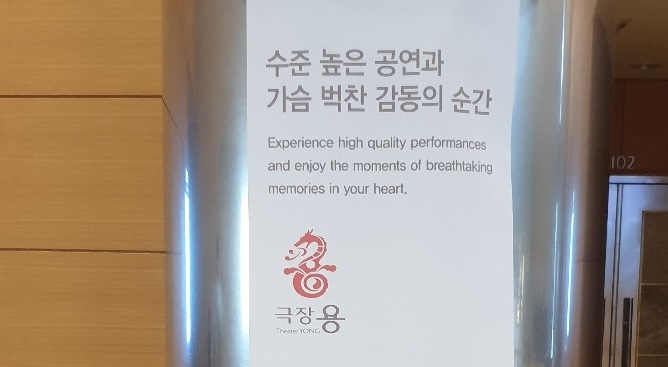 수준 높은 공연과
가슴 벅찬 감동의 순간
Experience high quality performances
and enjoy the moments of breathtaking
memories in your heart.
102
극장 용
Theater YONG